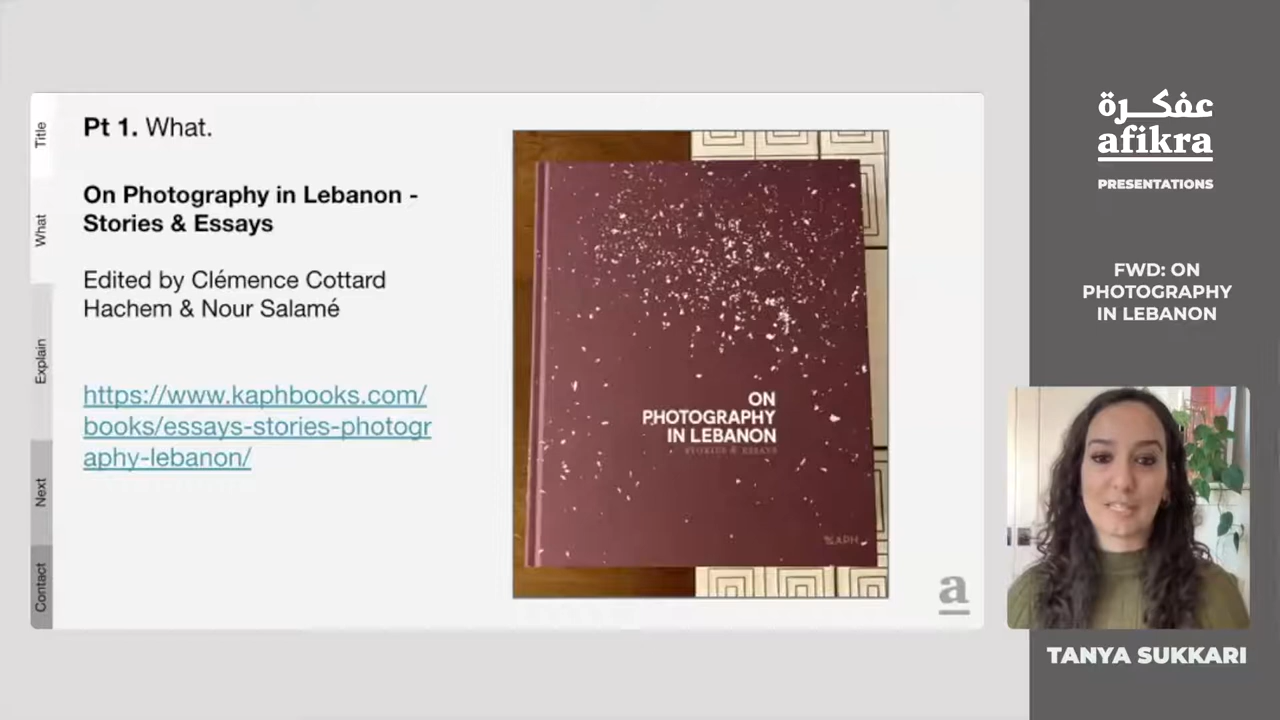 Title
What
Explain
Next
Contact
Pt 1. What.
On Photography in Lebanon -
Stories & Essays
Edited by Clémence Cottard
Hachem & Nour Salamé
https://www.kaphbooks.com/
books/essays-stories-photogr
aphy-lebanon/
ON
PHOTOGRAPHY
IN LEBANON
STORIES & ESSAYS
KAPH
a
عفكرة
afikra
PRESENTATIONS
FWD: ON
PHOTOGRAPHY
IN LEBANON
TANYA SUKKARI